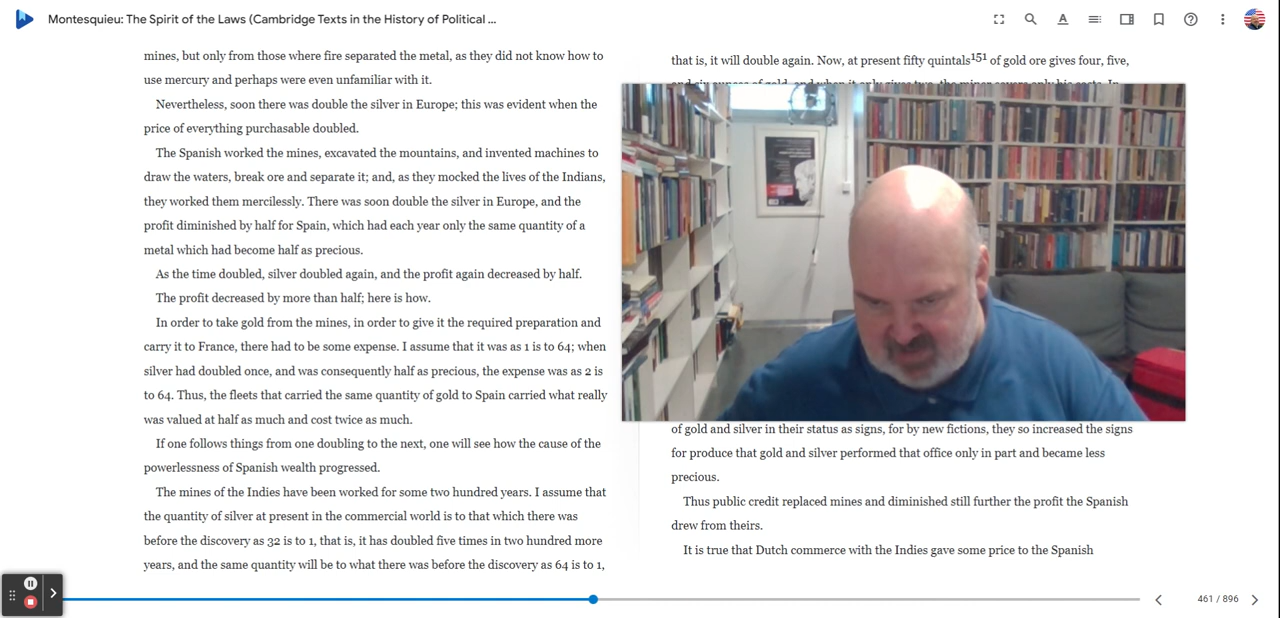 Montesquieu: The Spirit of the Laws (Cambridge Texts in the History of Political ...
mines, but only from those where fire separated the metal, as they did not know how to
use mercury and perhaps were even unfamiliar with it.
Nevertheless, soon there was double the silver in Europe; this was evident when the
price of everything purchasable doubled.
The Spanish worked the mines, excavated the mountains, and invented machines to
draw the waters, break ore and separate it; and, as they mocked the lives of the Indians,
they worked them mercilessly. There was soon double the silver in Europe, and the
profit diminished by half for Spain, which had each year only the same quantity of a
metal which had become half as precious.
As the time doubled, silver doubled again, and the profit again decreased by half.
The profit decreased by more than half; here is how.
In order to take gold from the mines, in order to give it the required preparation and
carry it to France, there had to be some expense. I assume that it was as 1 is to 64; when
silver had doubled once, and was consequently half as precious, the expense was as 2 is
to 64. Thus, the fleets that carried the same quantity of gold to Spain carried what really
was valued at half as much and cost twice as much.
If one follows things from one doubling to the next, one will see how the cause of the
powerlessness of Spanish wealth progressed.
The mines of the Indies have been worked for some two hundred years. I assume that
the quantity of silver at present in the commercial world is to that which there was
before the discovery as 32 is to 1, that is, it has doubled five times in two hundred more
years, and the same quantity will be to what there was before the discovery as 64 is to 1,
that is, it will double again. Now, at present fifty quintals151 of gold ore gives four, five,
and six ounces of gold, and when it only gives two, the miner covers only his costs. In
of gold and silver in their status as signs, for by new fictions, they so increased the signs
for produce that gold and silver performed that office only in part and became less
precious.
Thus public credit replaced mines and diminished still further the profit the Spanish
drew from theirs.
It is true that Dutch commerce with the Indies gave some price to the Spanish
461 / 896